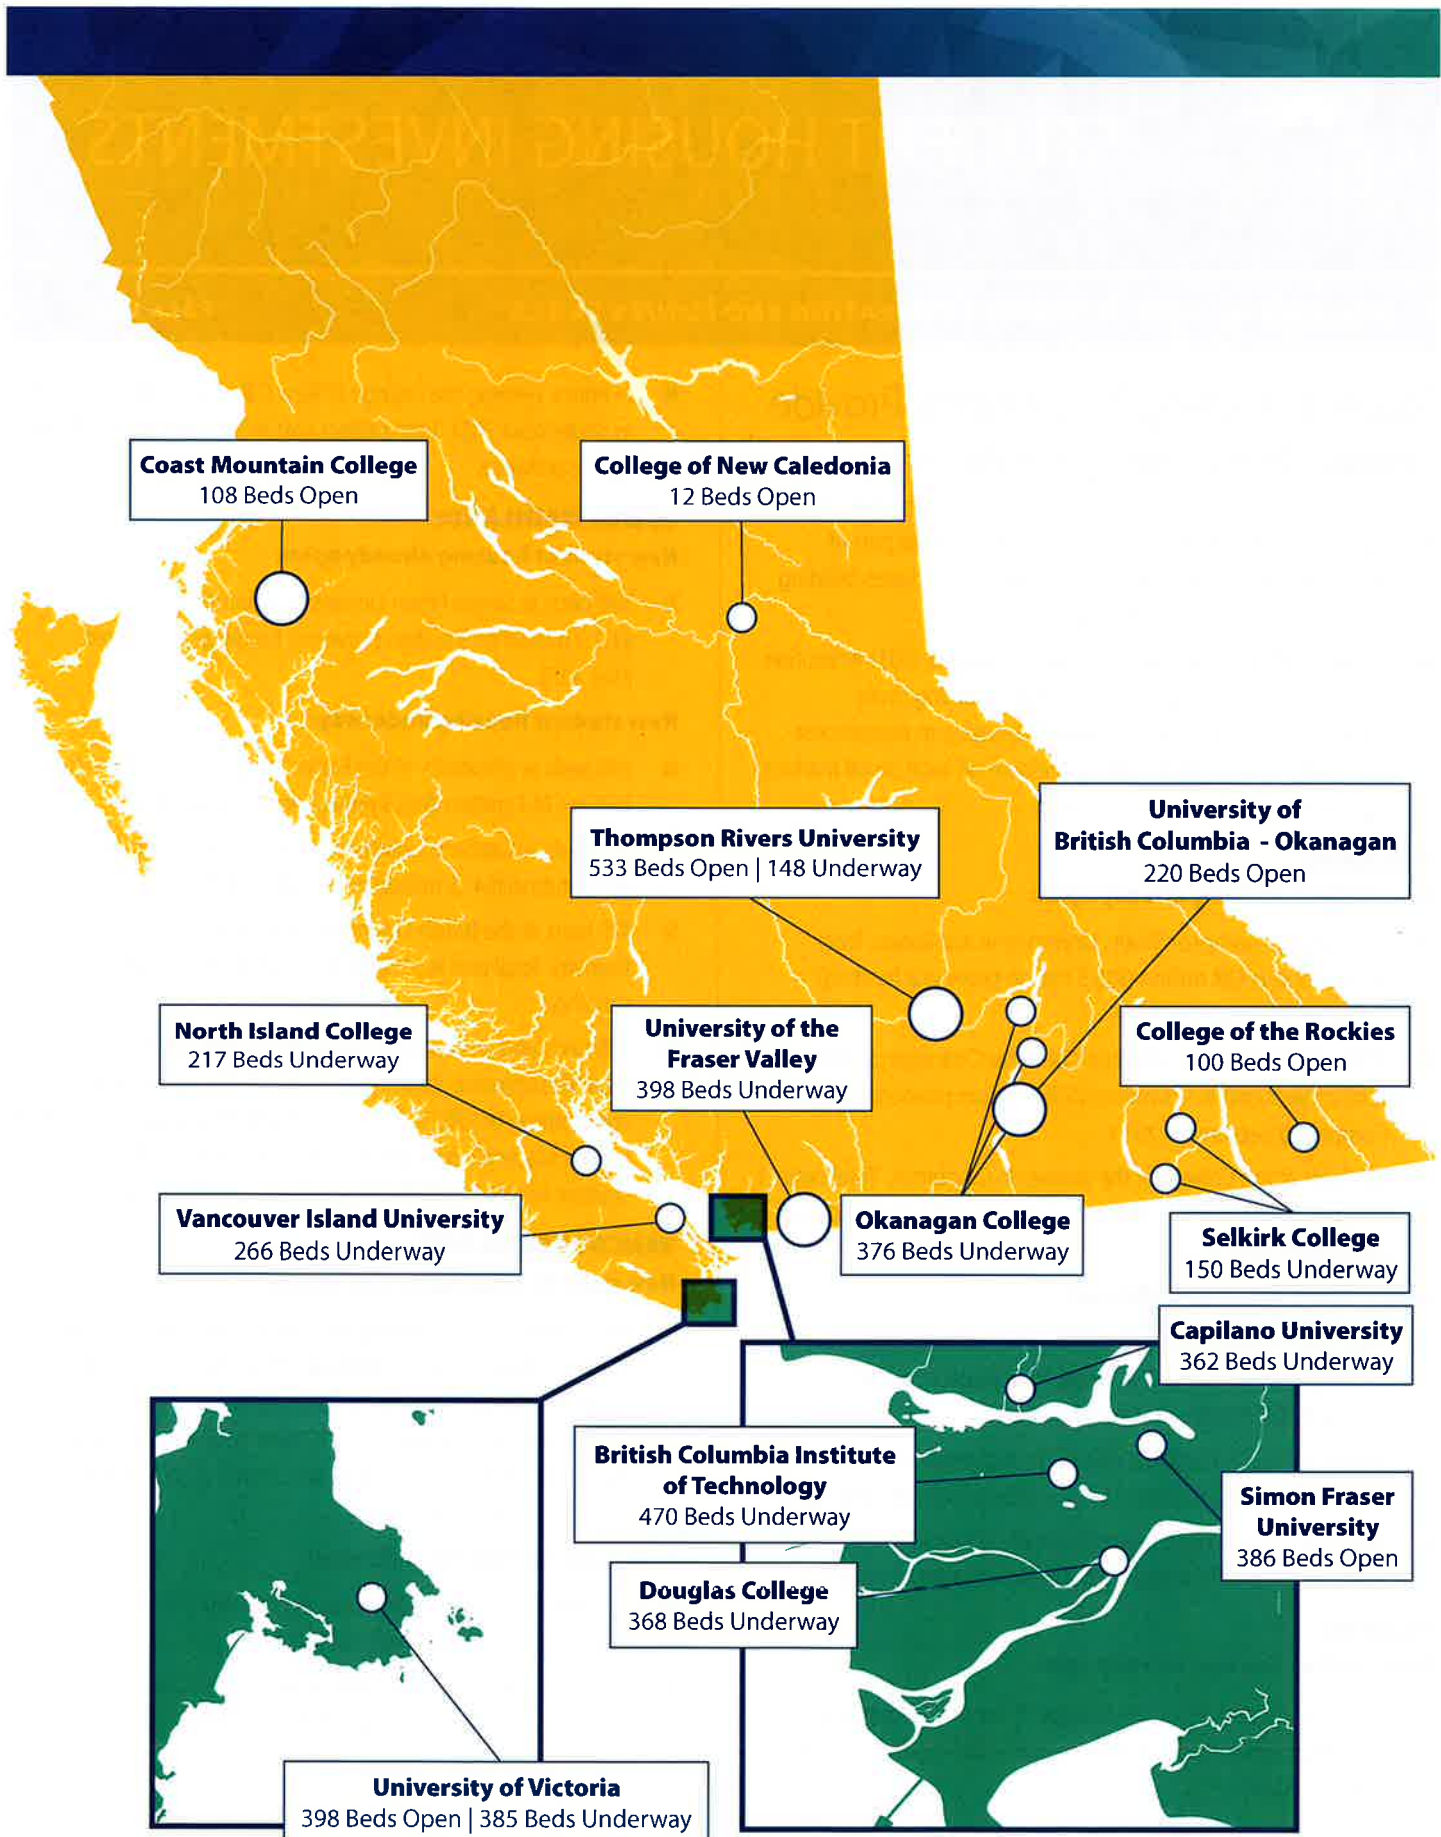 Coast Mountain College
108 Beds Open
College of New Caledonia
12 Beds Open
Thompson Rivers University
533 Beds Open | 148 Underway
University of
British Columbia - Okanagan
220 Beds Open
North Island College
217 Beds Underway
University of the
Fraser Valley
398 Beds Underway
College of the Rockies
100 Beds Open
Vancouver Island University
266 Beds Underway
Okanagan College
376 Beds Underway
Selkirk College
150 Beds Underway
Capilano University
362 Beds Underway
British Columbia Institute
of Technology
470 Beds Underway
Simon Fraser
University
386 Beds Open
Douglas College
368 Beds Underway
University of Victoria
398 Beds Open | 385 Beds Underway